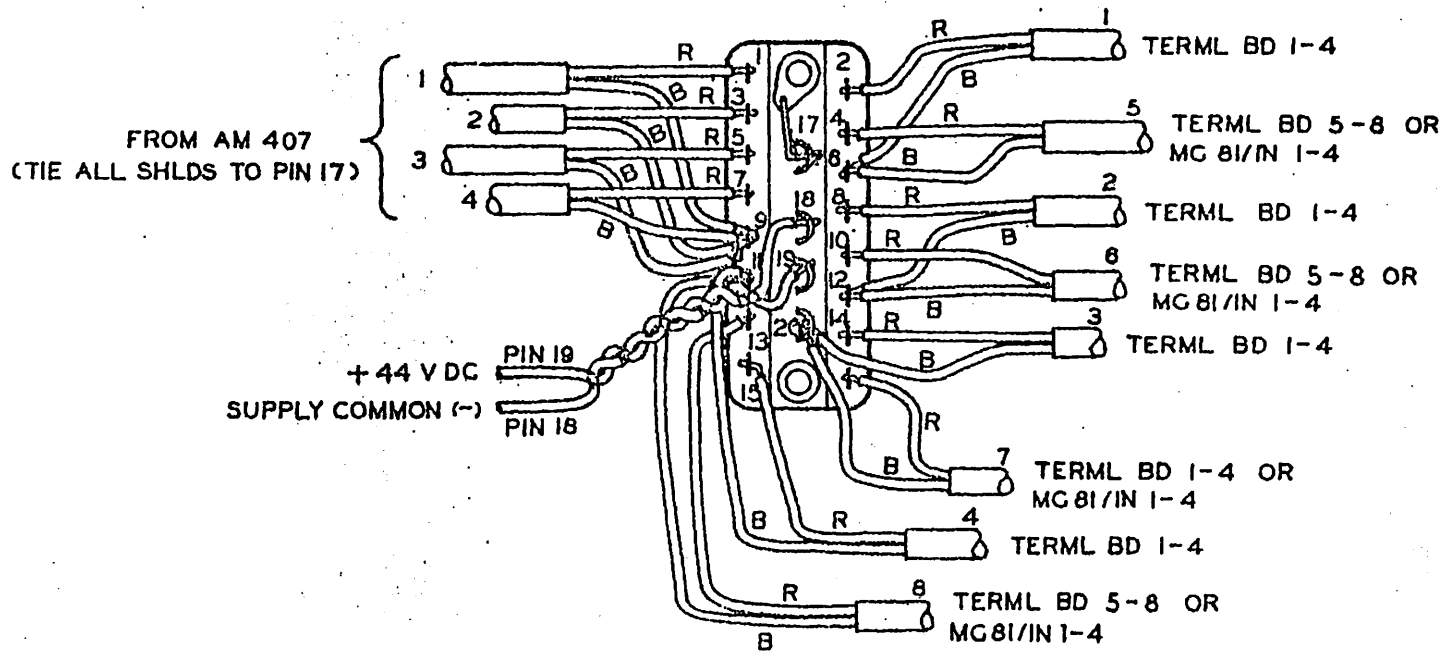 FROM AM 407
(TIE ALL SHLDS TO PIN 17)
1
2
3
4
R
B
R
B
R
B
R
B
+ 44 V DC
SUPPLY COMMON (-)
PIN 19
PIN 18
1
3
5
7
9
11
13
15
17
18
19
2
4
6
8
10
12
14
1
R
B
TERML BD 1-4
5
R
B
TERML BD 5-8 OR
MG 81/IN 1-4
2
R
B
TERML BD 1-4
6
R
B
TERML BD 5-8 OR
MG 81/IN 1-4
3
R
B
TERML BD 1-4
7
R
B
TERML BD 1-4 OR
MG 81/IN 1-4
4
R
B
TERML BD 1-4
8
R
B
TERML BD 5-8 OR
MG 81/IN 1-4